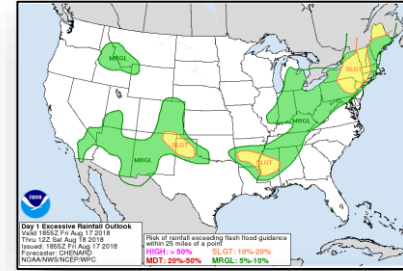 MRGL
SLGT
MRGL
SLGT
MRGL
SLGT
NOAA
Day 1 Excessive Rainfall Outlook
Valid 1855Z Fri Aug 17 2018
Thru 12Z Sat Aug 18 2018
Issued: 1855Z Fri Aug 17 2018
Forecaster: CHENARD
NOAA/NWS/NCEP/WPC
Risk of rainfall exceeding flash flood guidance
within 25 miles of a point
HIGH: > 50% SLGT: 10%-20%
MDT: 20%-50% MRGL: 5%-10%